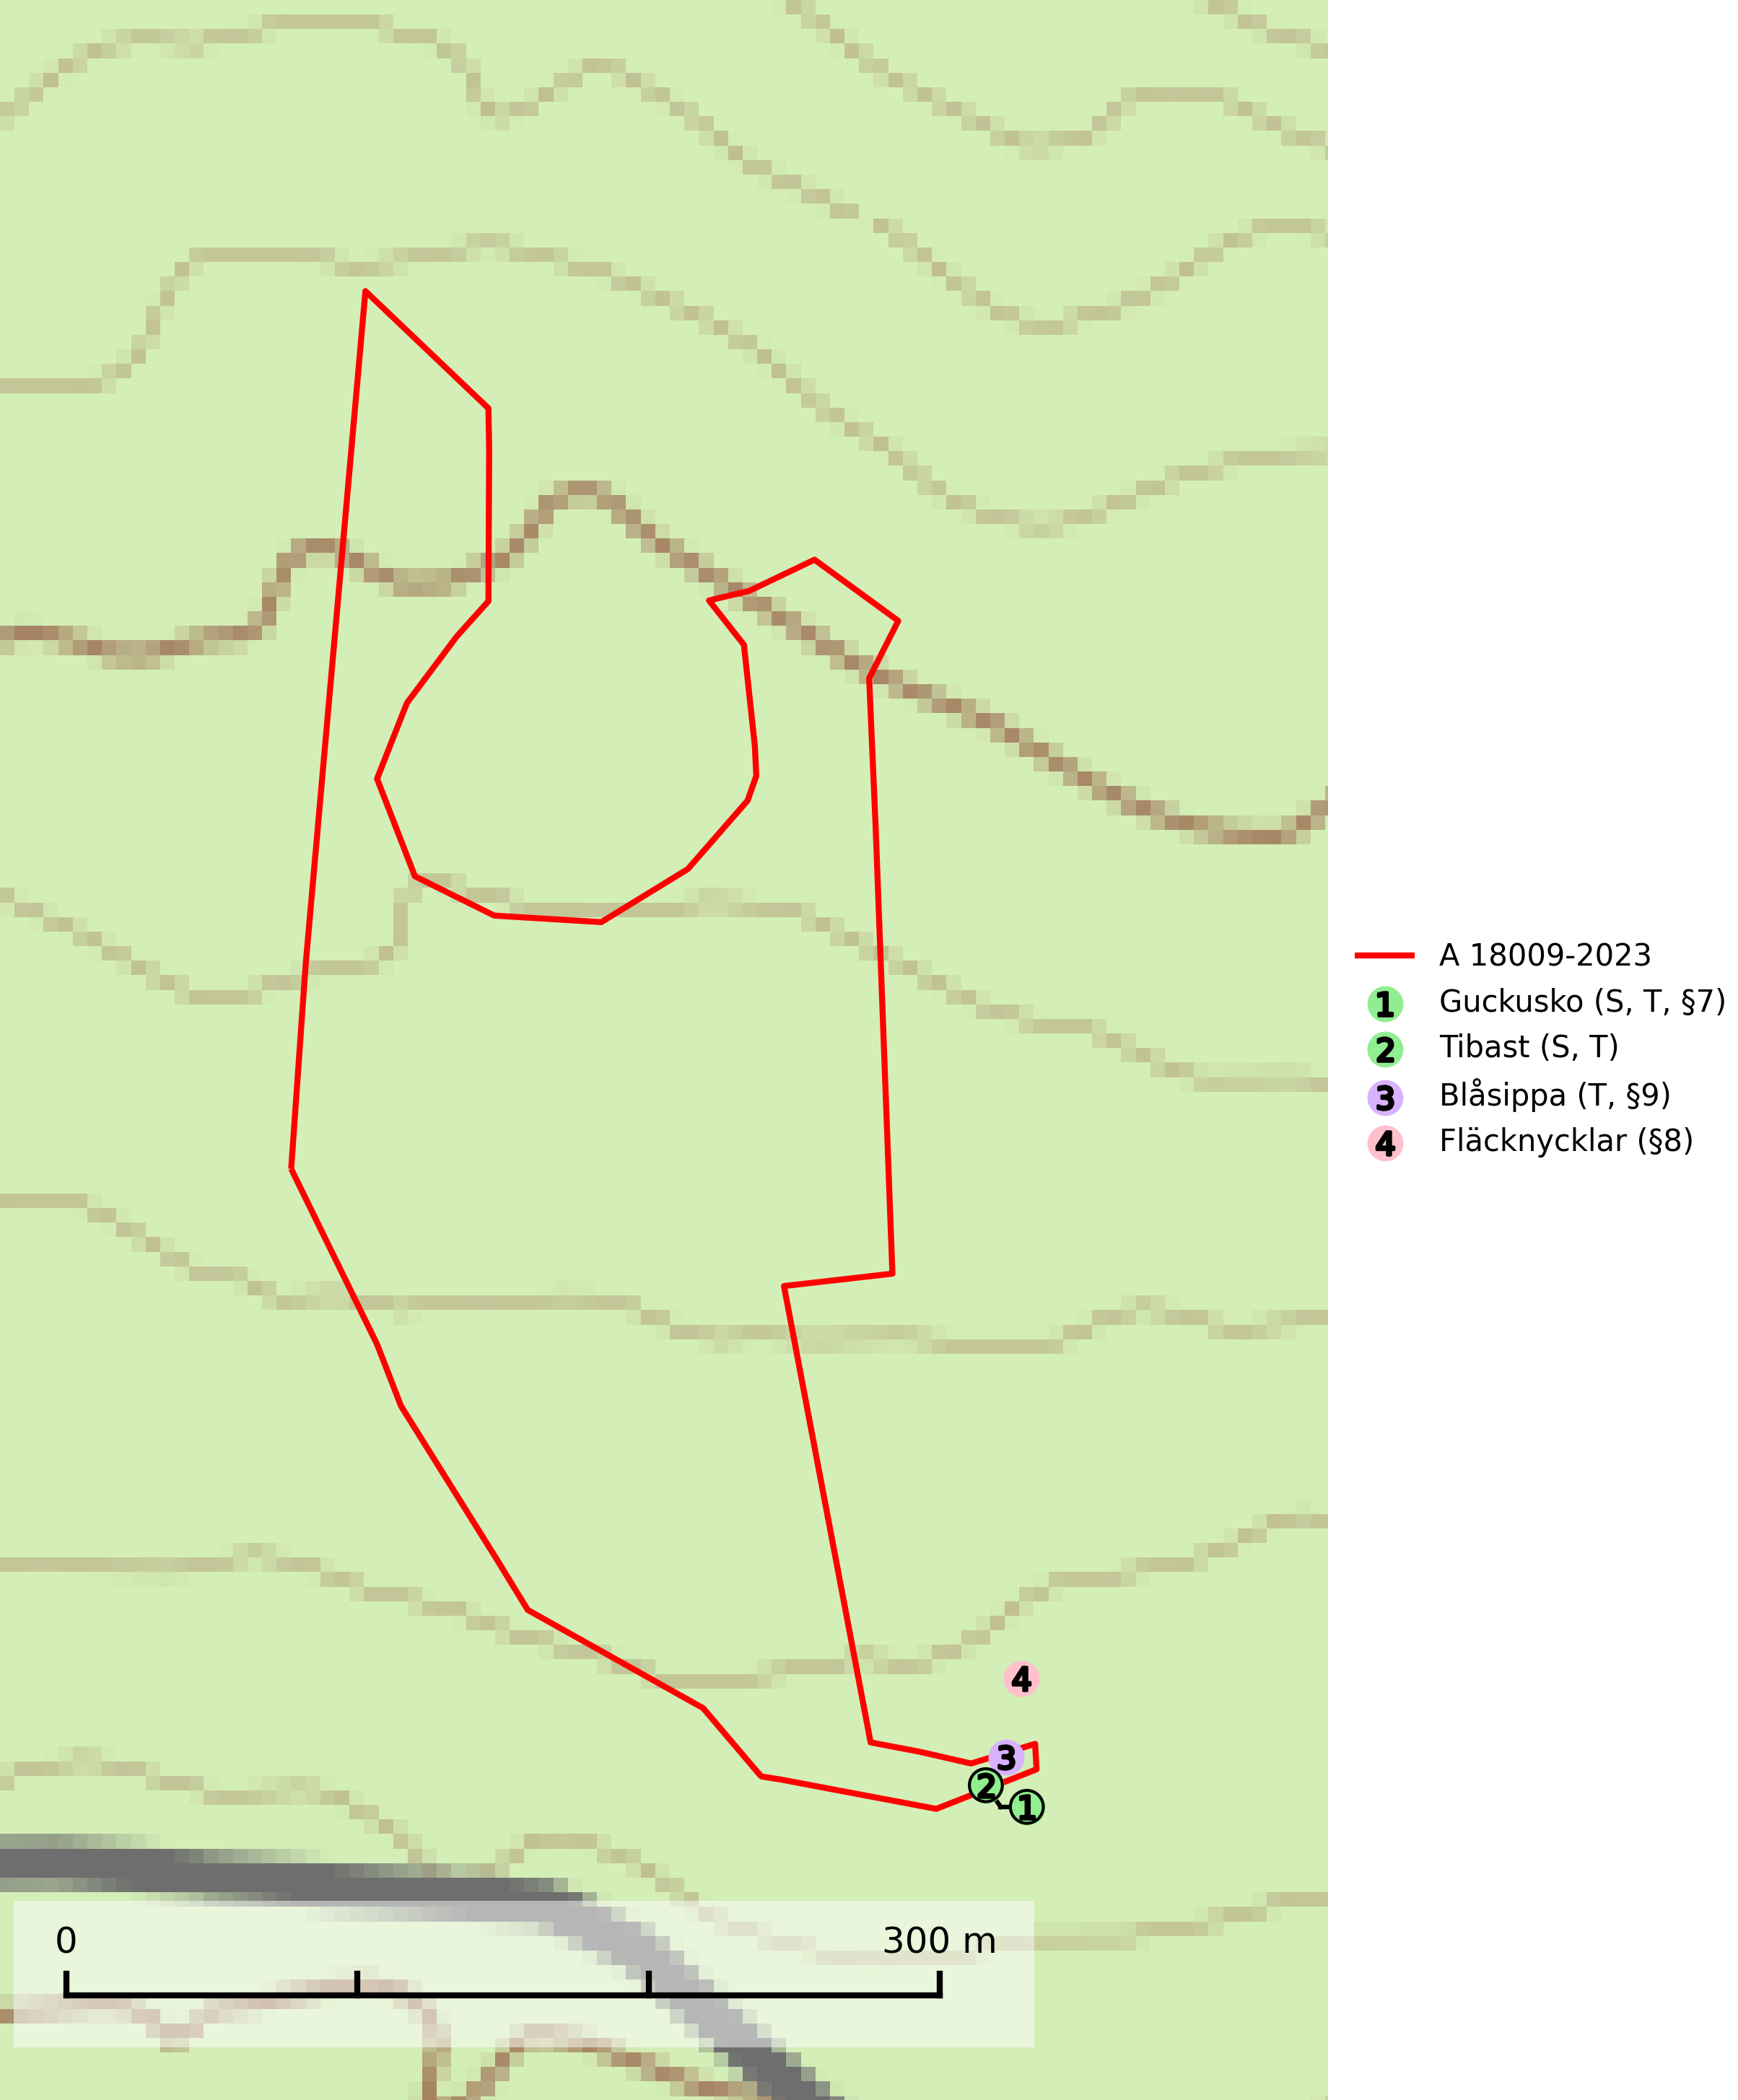 A 18009-2023
1 Guckusko (S, T, §7)
2 Tibast (S, T)
3 Blåsippa (T, §9)
4 Fläcknycklar (§8)
4
3
2
1
0 300 m